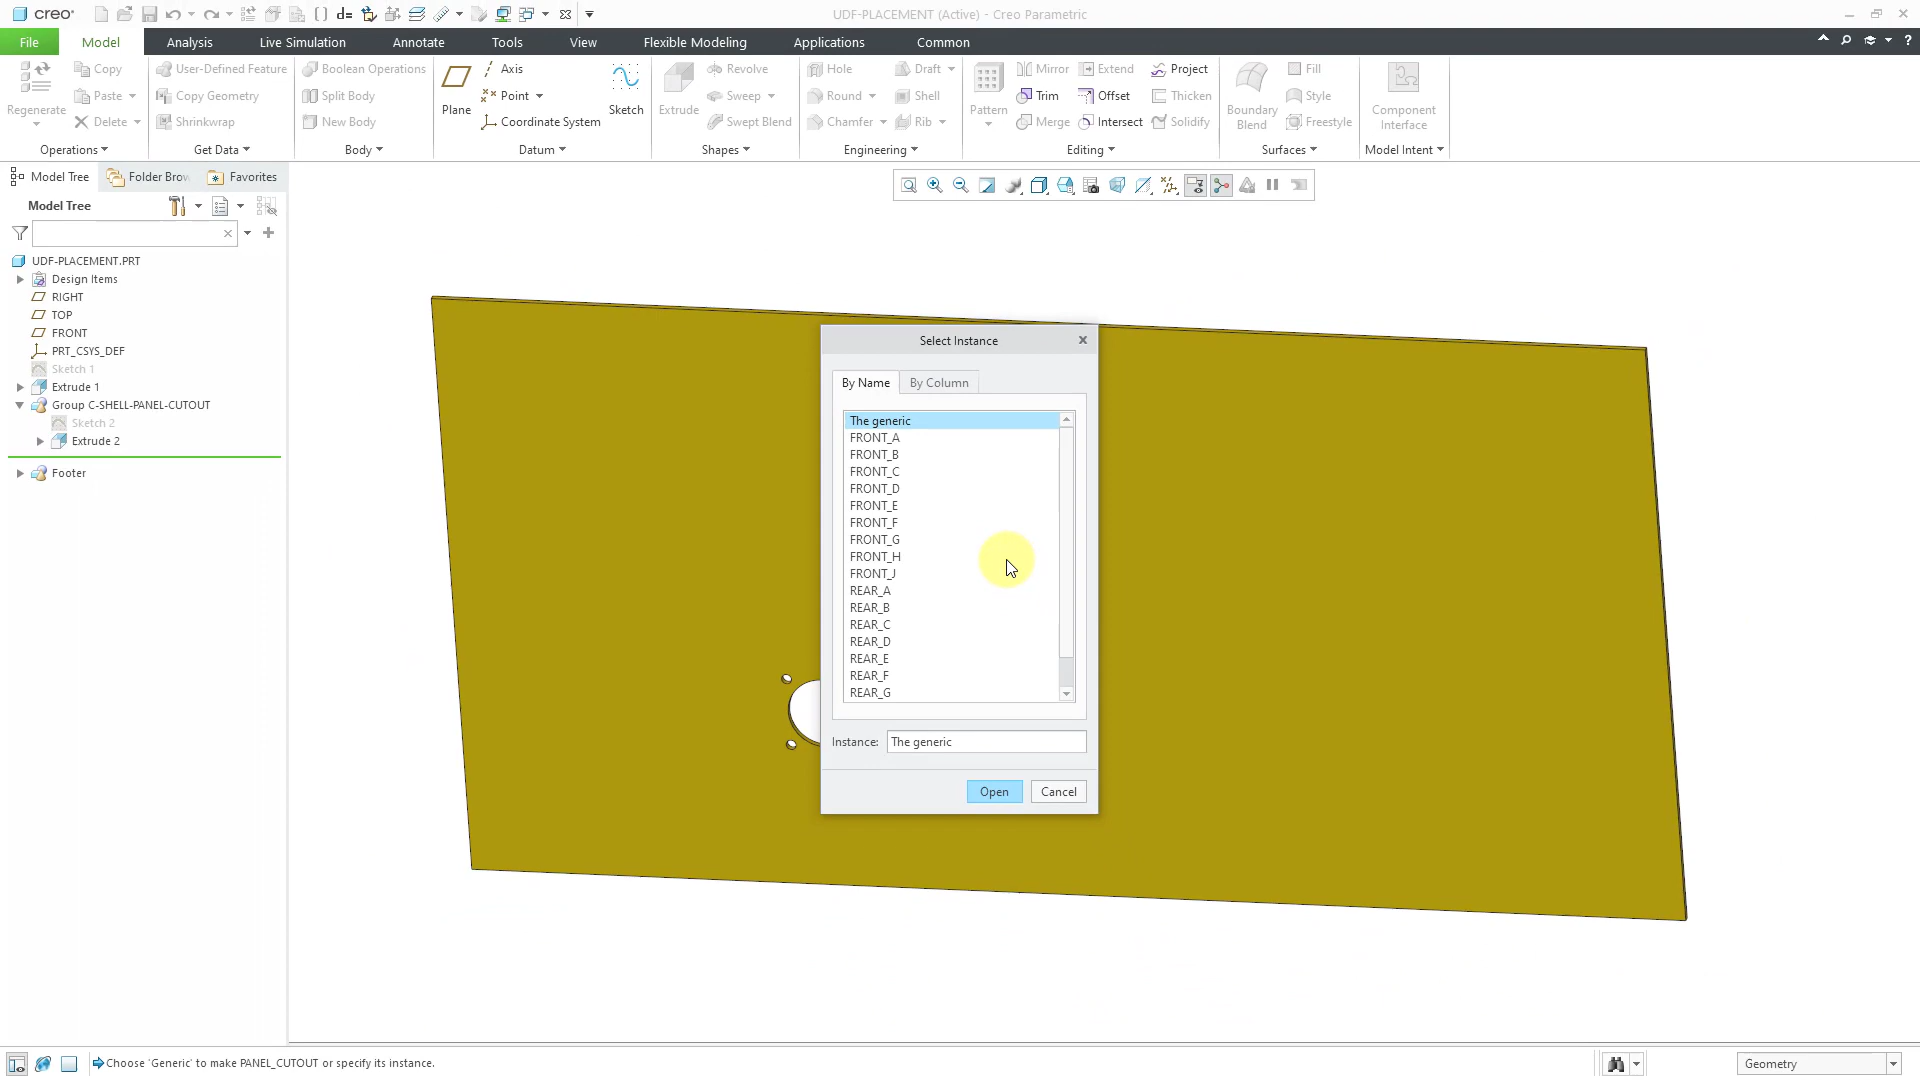 creo
UDF-PLACEMENT (Active) - Creo Parametric
File Model Analysis Live Simulation Annotate Tools View Flexible Modeling Applications Common
Regenerate
Copy
Paste
Delete
Operations
User-Defined Feature
Copy Geometry
Shrinkwrap
Get Data
Boolean Operations
Split Body
New Body
Body
Plane
Axis
Point
Coordinate System
Sketch
Datum
Extrude
Revolve
Sweep
Swept Blend
Shapes
Hole
Round
Chamfer
Draft
Shell
Rib
Engineering
Pattern
Mirror
Trim
Merge
Extend
Offset
Intersect
Project
Thicken
Solidify
Editing
Boundary
Blend
Fill
Style
Freestyle
Surfaces
Component
Interface
Model Intent
Model Tree
Folder Brow
Favorites
Model Tree
UDF-PLACEMENT.PRT
Design Items
RIGHT
TOP
FRONT
PRT_CSYS_DEF
Sketch 1
Extrude 1
Group C-SHELL-PANEL-CUTOUT
Sketch 2
Extrude 2
Footer
Select Instance
By Name By Column
The generic
FRONT_A
FRONT_B
FRONT_C
FRONT_D
FRONT_E
FRONT_F
FRONT_G
FRONT_H
FRONT_J
REAR_A
REAR_B
REAR_C
REAR_D
REAR_E
REAR_F
REAR_G
Instance: The generic
Open Cancel
Choose 'Generic' to make PANEL_CUTOUT or specify its instance.
Geometry